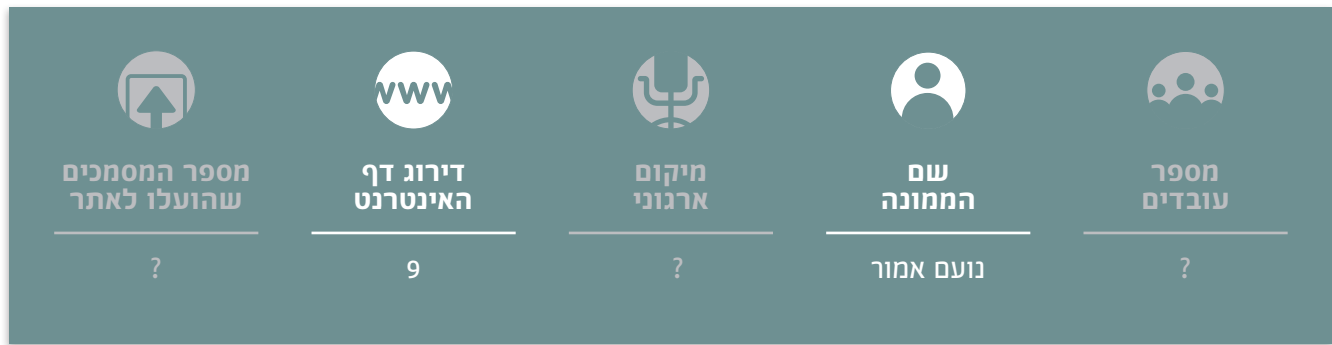 מספר
עובדים
?
שם
הממונה
נועם אמור
מיקום
ארגוני
?
www
דירוג דף
האינטרנט
9
מספר המסמכים
שהועלו לאתר
?